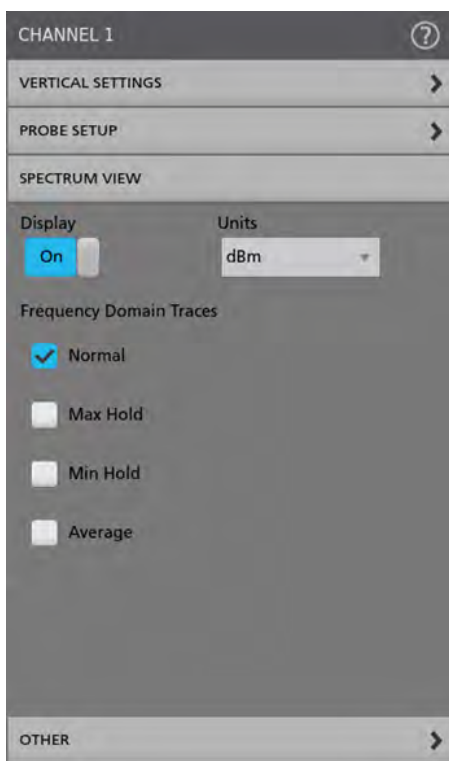 CHANNEL 1 ?
VERTICAL SETTINGS
PROBE SETUP
SPECTRUM VIEW
Display Units
On dBm
Frequency Domain Traces
Normal
Max Hold
Min Hold
Average
OTHER